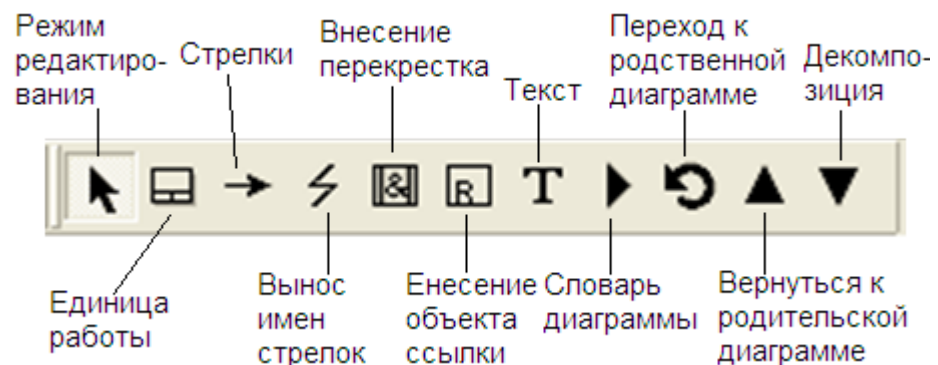 Режим
редактиро-
вания
Стрелки
Внесение
перекрестка
Текст
Переход к
родственной
диаграмме
Декомпо-
зиция
&
R
T
Единица
работы
Вынос
имен
стрелок
Енесение
объекта
ссылки
Словарь
диаграммы
Вернуться к
родительской
диаграмме